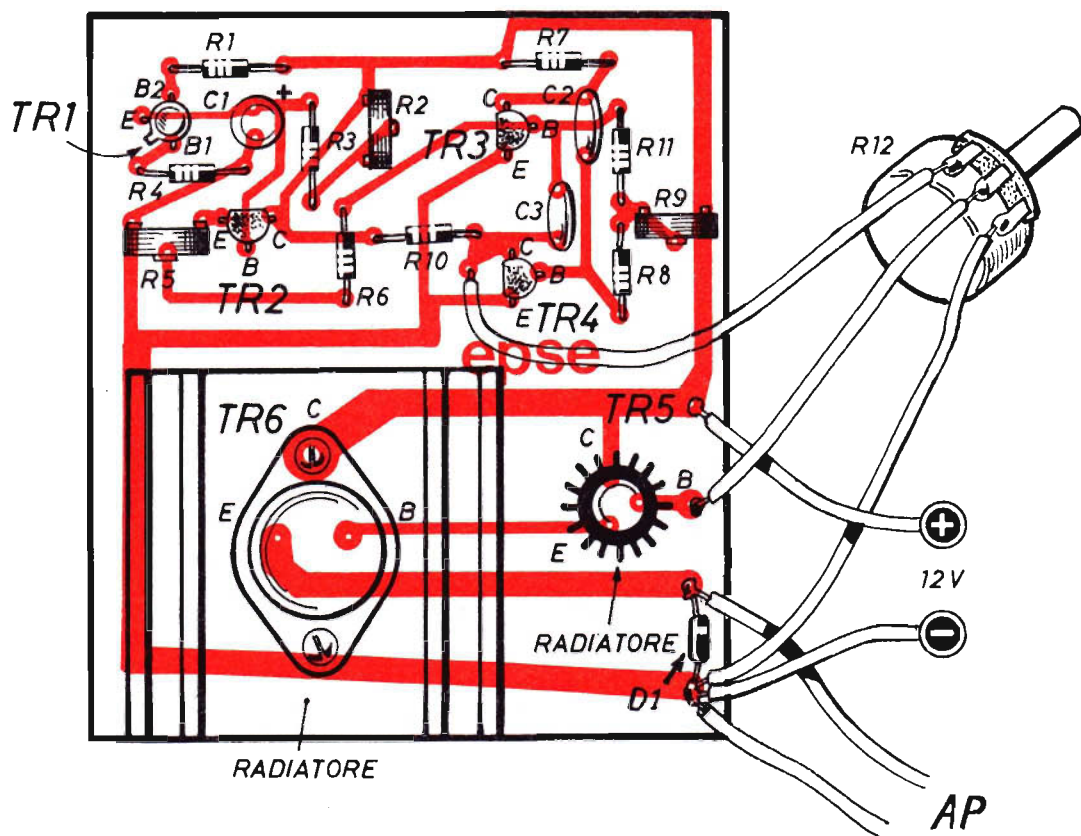 R1
R7
B2
C1
+
R2
C
C2
R12
TR1
E
B1
R3
TR3
B
R11
R4
E
C3
R9
E
C
C
B
R5
B
R10
R8
TR2
R6
E
TR4
epse
C
TR6
TR5
C
E
B
B
+
E
12 V
RADIATORE
−
D1
RADIATORE
AP